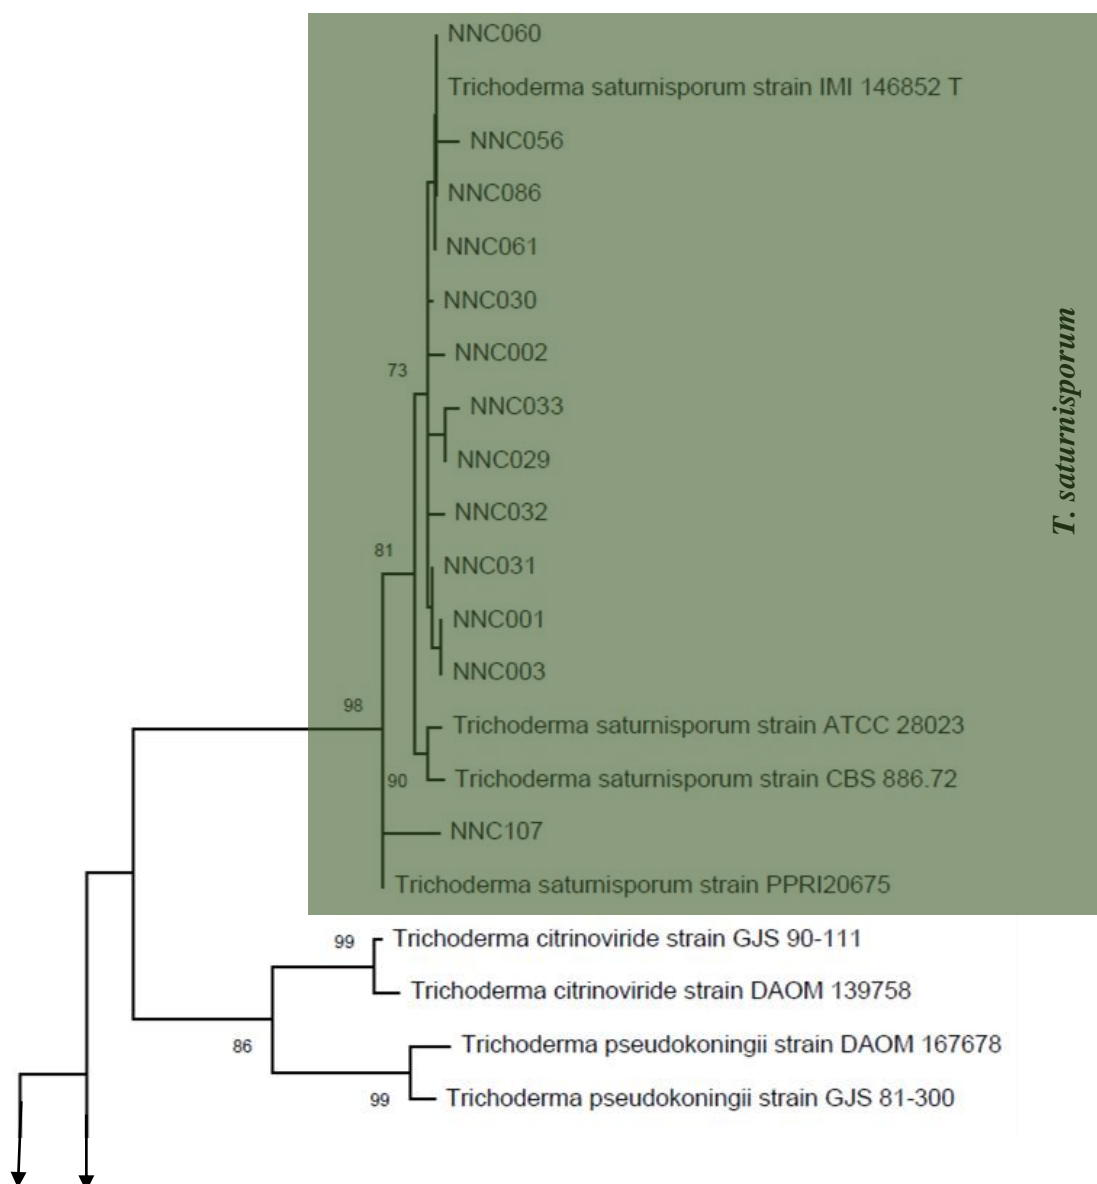 NNC060
Trichoderma saturnisporum strain IMI 146852 T
NNC056
NNC086
NNC061
NNC030
NNC002
73
NNC033
NNC029
NNC032
81
NNC031
NNC001
NNC003
98
Trichoderma saturnisporum strain ATCC 28023
90
Trichoderma saturnisporum strain CBS 886.72
NNC107
Trichoderma saturnisporum strain PPRI20675
T. saturnisporum
99
Trichoderma citrinoviride strain GJS 90-111
Trichoderma citrinoviride strain DAOM 139758
86
Trichoderma pseudokoningii strain DAOM 167678
99
Trichoderma pseudokoningii strain GJS 81-300